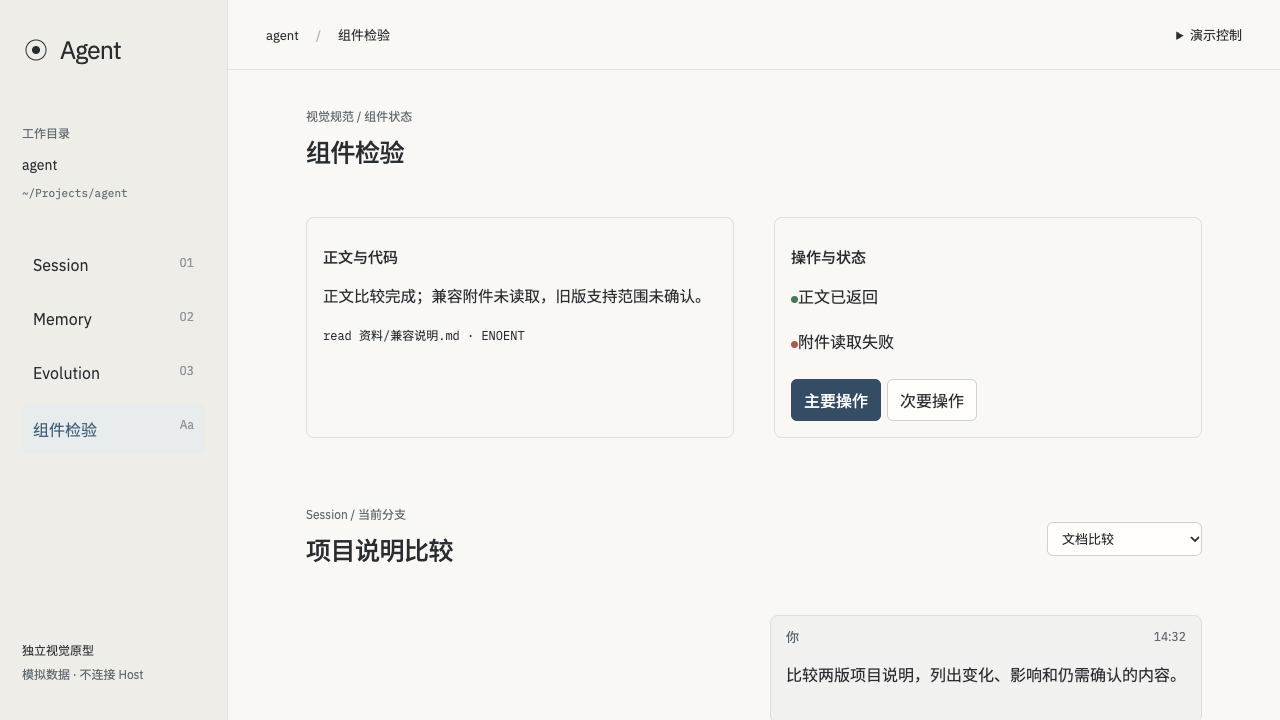 Agent
工作目录
agent
~/Projects/agent
Session 01
Memory 02
Evolution 03
组件检验 Aa
独立视觉原型
模拟数据 · 不连接 Host
agent / 组件检验
▶ 演示控制
视觉规范 / 组件状态
组件检验
正文与代码
正文比较完成；兼容附件未读取，旧版支持范围未确认。
read 资料/兼容说明.md · ENOENT
操作与状态
正文已返回
附件读取失败
主要操作 次要操作
Session / 当前分支
项目说明比较
文档比较
你 14:32
比较两版项目说明，列出变化、影响和仍需确认的内容。